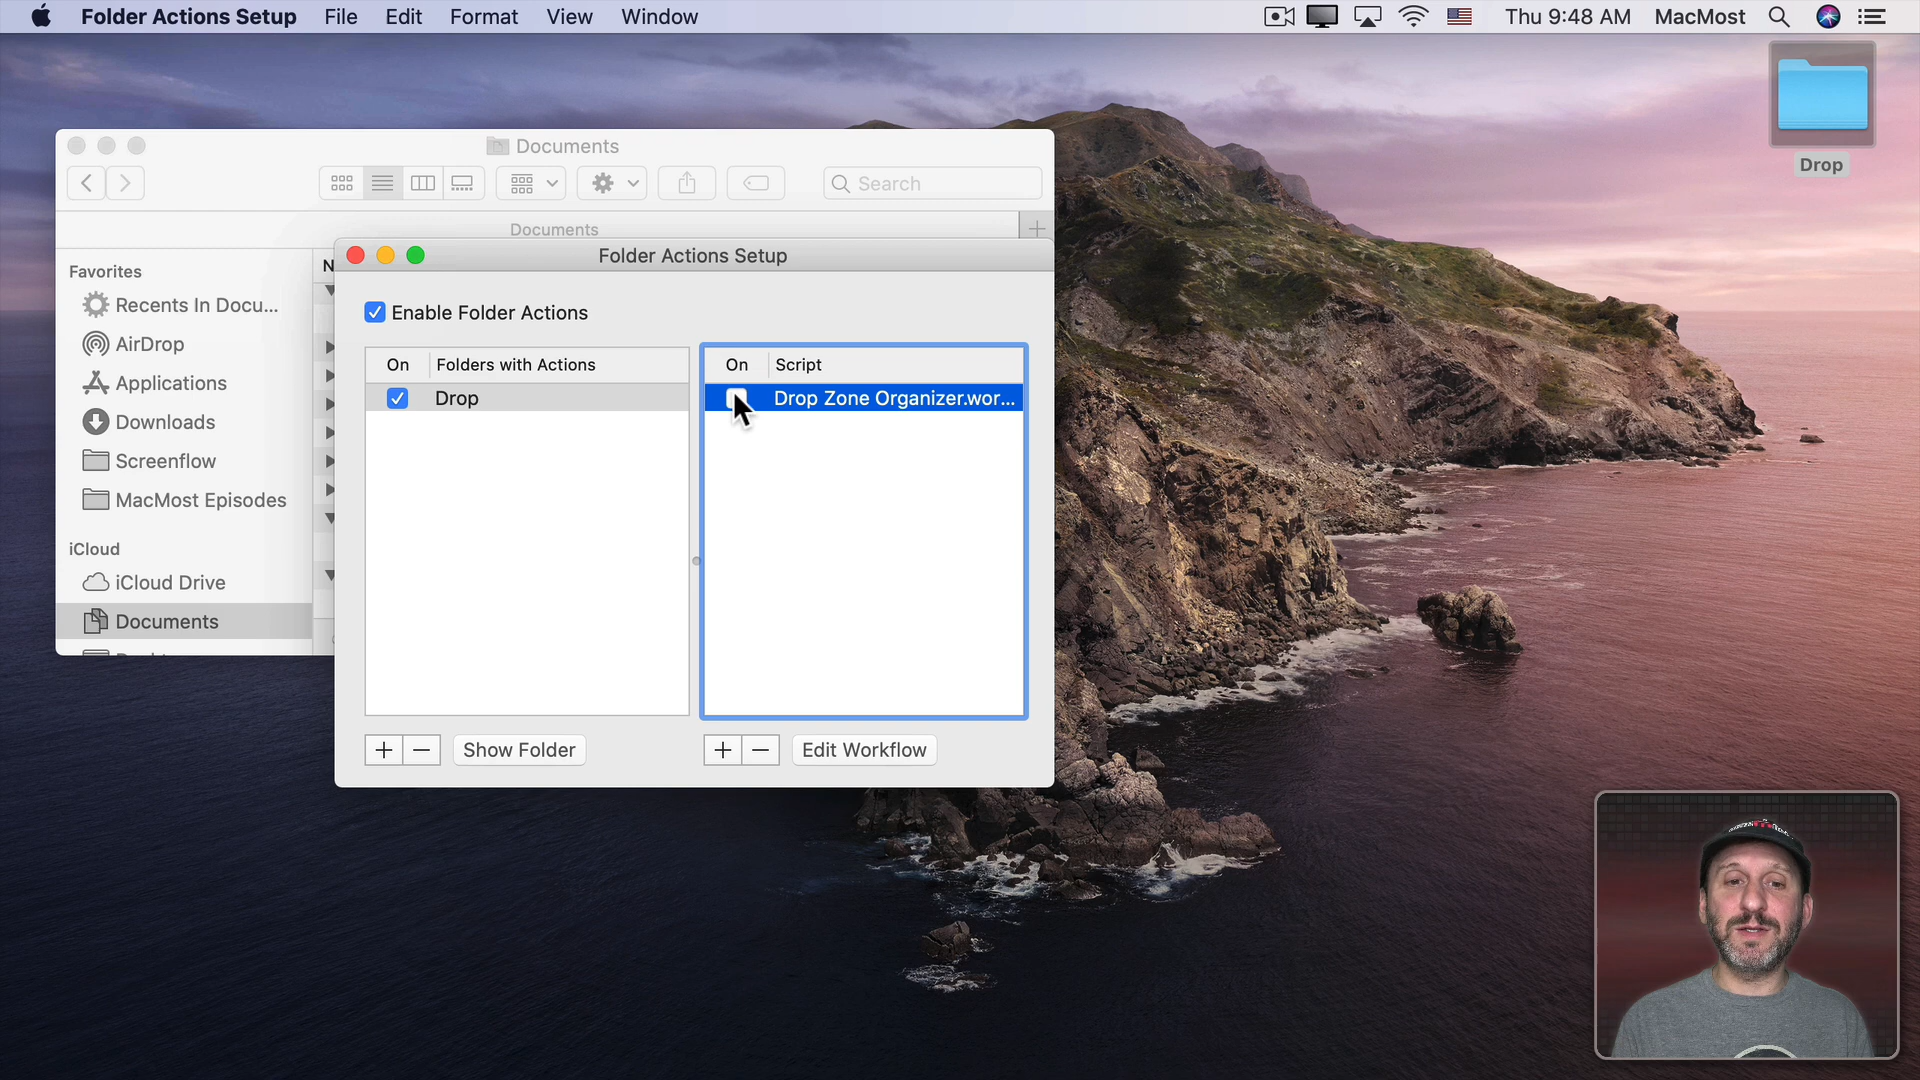 Folder Actions Setup File Edit Format View Window Thu 9:48 AM MacMost
Drop
Documents
Search
Documents
Favorites
Recents In Docu...
AirDrop
Applications
Downloads
Screenflow
MacMost Episodes
iCloud
iCloud Drive
Documents
N
Folder Actions Setup
Enable Folder Actions
On Folders with Actions
Drop
On Script
Drop Zone Organizer.wor...
+ − Show Folder
+ − Edit Workflow